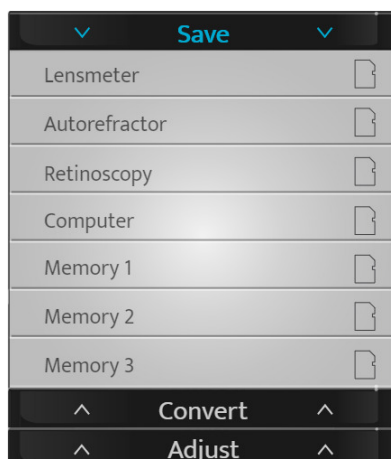 Save
Lensmeter
Autorefractor
Retinoscopy
Computer
Memory 1
Memory 2
Memory 3
Convert
Adjust